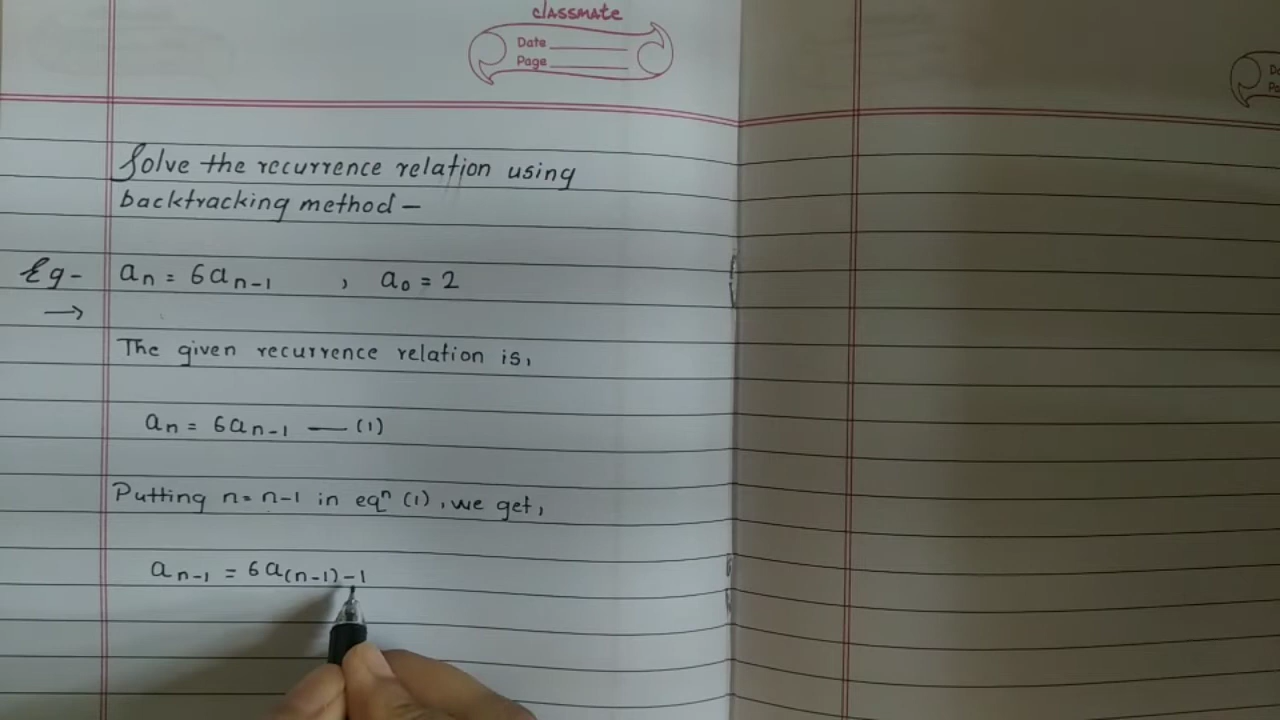 classmate
Date
Page
Solve the recurrence relation using
backtracking method —
Eg- aₙ = 6aₙ₋₁ , a₀ = 2
→
The given recurrence relation is,
aₙ = 6aₙ₋₁ — (1)
Putting n = n-1 in eqⁿ (1), we get,
aₙ₋₁ = 6a₍ₙ₋₁₎₋₁